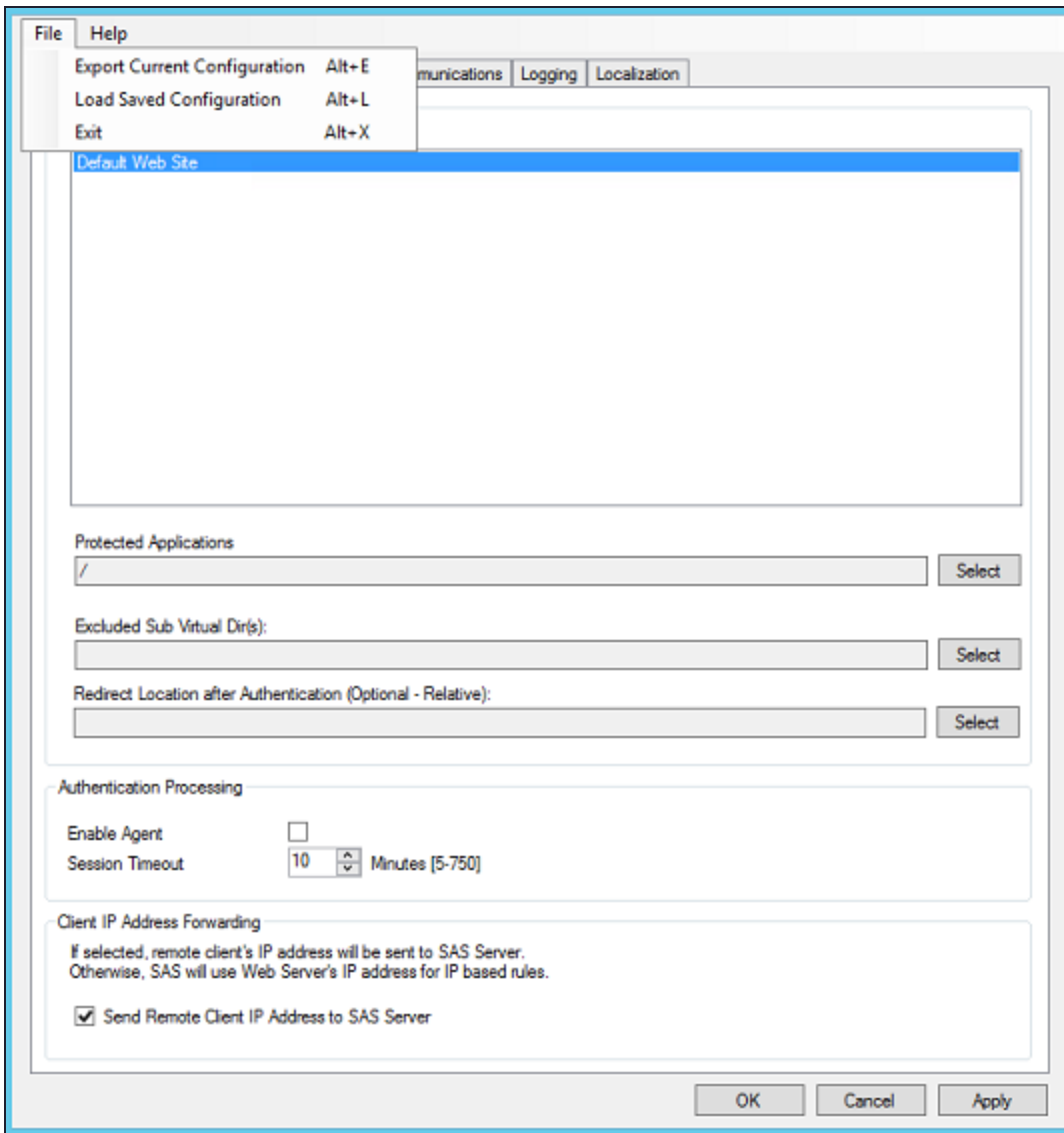 File Help
Export Current Configuration Alt+E
Load Saved Configuration Alt+L
Exit Alt+X
munications Logging Localization
Default Web Site
Protected Applications
/
Select
Excluded Sub Virtual Dir(s):
Select
Redirect Location after Authentication (Optional - Relative):
Select
Authentication Processing
Enable Agent
Session Timeout 10 Minutes [5-750]
Client IP Address Forwarding
If selected, remote client's IP address will be sent to SAS Server.
Otherwise, SAS will use Web Server's IP address for IP based rules.
Send Remote Client IP Address to SAS Server
OK Cancel Apply